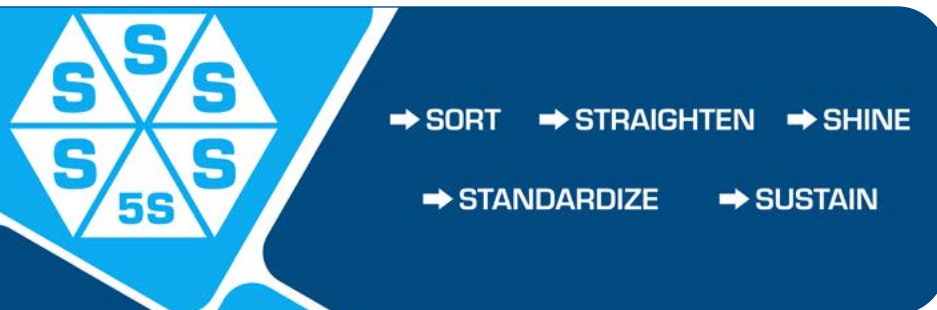 S
S S
S S
5S
➡ SORT ➡ STRAIGHTEN ➡ SHINE
➡ STANDARDIZE ➡ SUSTAIN